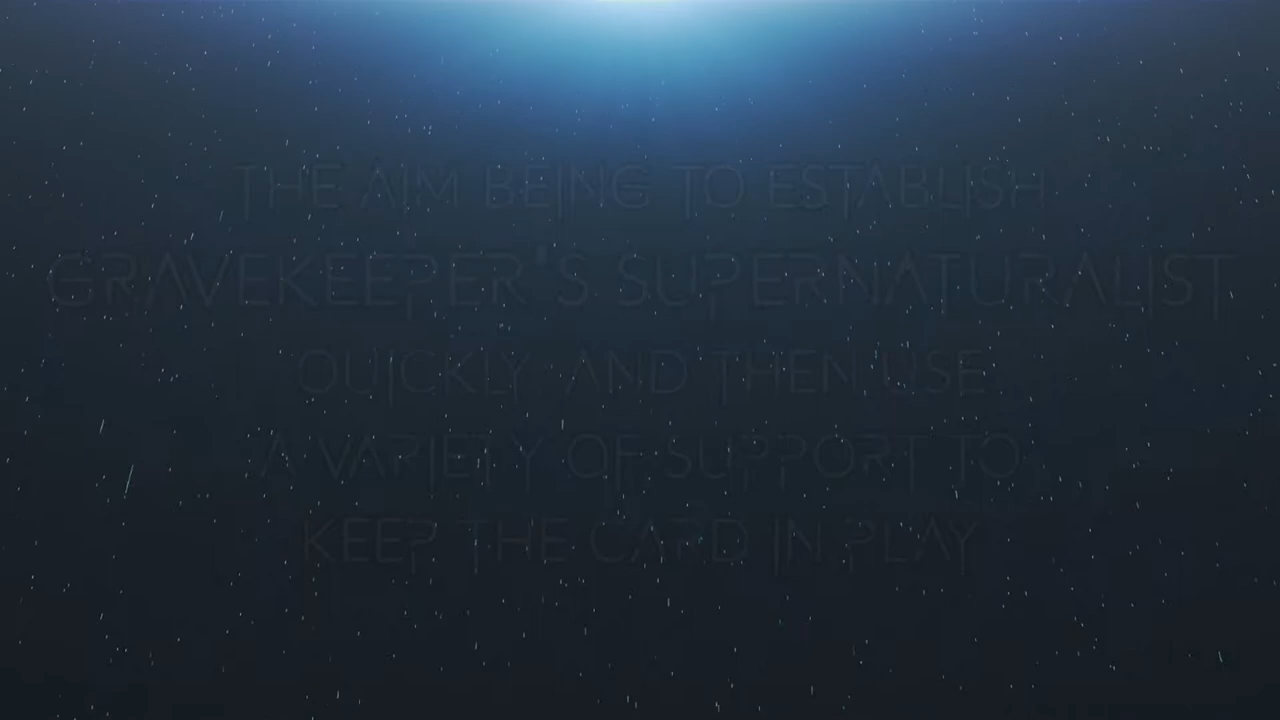 THE AIM BEING TO ESTABLISH
GRAVEKEEPER'S SUPERNATURALIST
QUICKLY AND THEN USE
A VARIETY OF SUPPORT TO
KEEP THE CARD IN PLAY